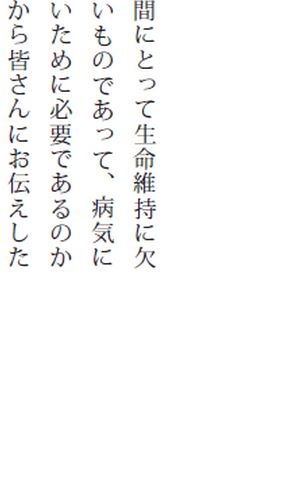 間にとって生命維持に欠
いものであって、病気に
いために必要であるのか
から皆さんにお伝えした